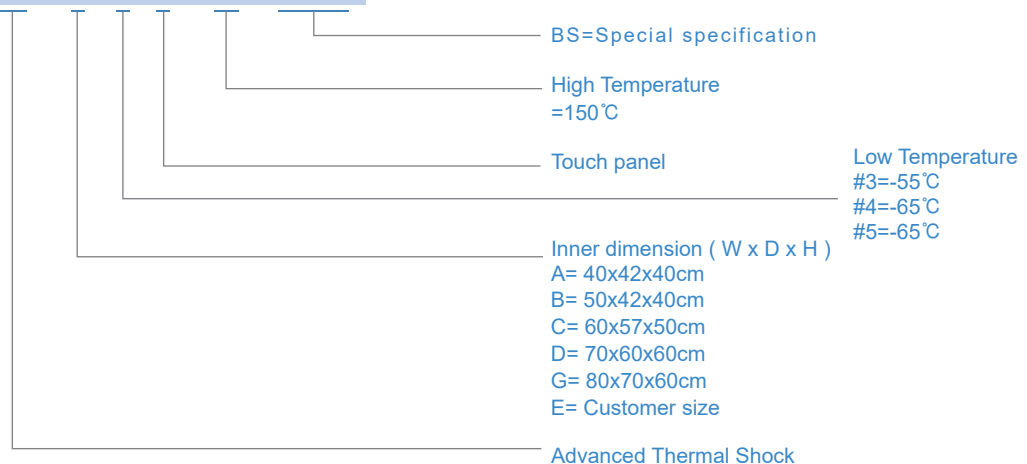 BS=Special specification
High Temperature
=150℃
Touch panel
Low Temperature
#3=-55℃
#4=-65℃
#5=-65℃
Inner dimension ( W x D x H )
A= 40x42x40cm
B= 50x42x40cm
C= 60x57x50cm
D= 70x60x60cm
G= 80x70x60cm
E= Customer size
Advanced Thermal Shock